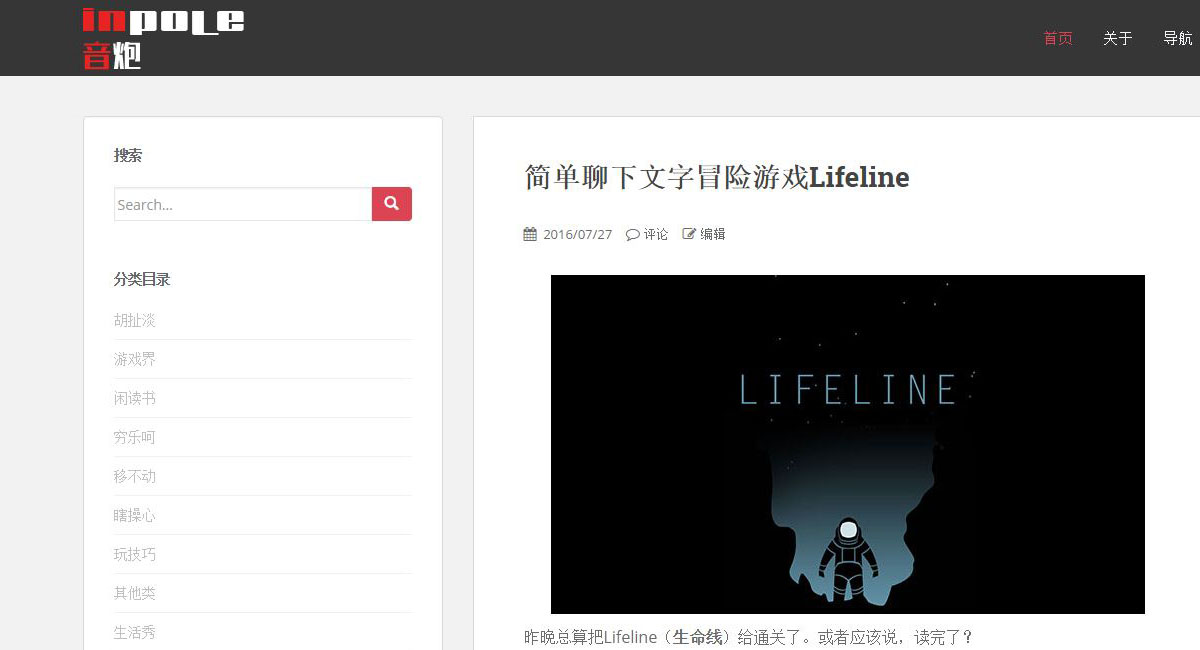 inpole
音炮
首页 关于 导航
搜索
Search...
分类目录
胡扯淡
游戏界
闲读书
穷乐呵
移不动
瞎操心
玩技巧
其他类
生活秀
简单聊下文字冒险游戏Lifeline
2016/07/27 评论 编辑
LIFELINE
昨晚总算把Lifeline（生命线）给通关了。或者应该说，读完了？